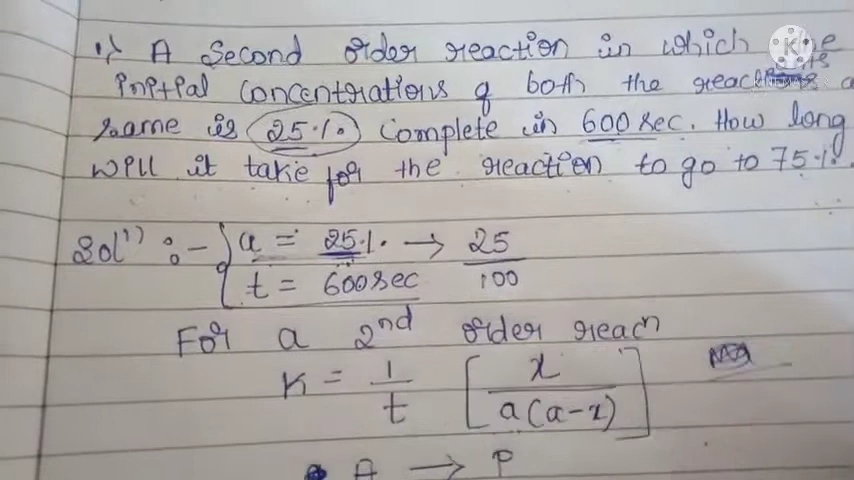 1) A Second order reaction in which the
initial concentrations of both the reactants a
same is 25% complete in 600 sec. How long
will it take for the reaction to go to 75%.
Sol") :- a = 25% → 25/100
t = 600 sec
For a 2nd order reacn
K = 1/t [x/a(a-x)]
A → P